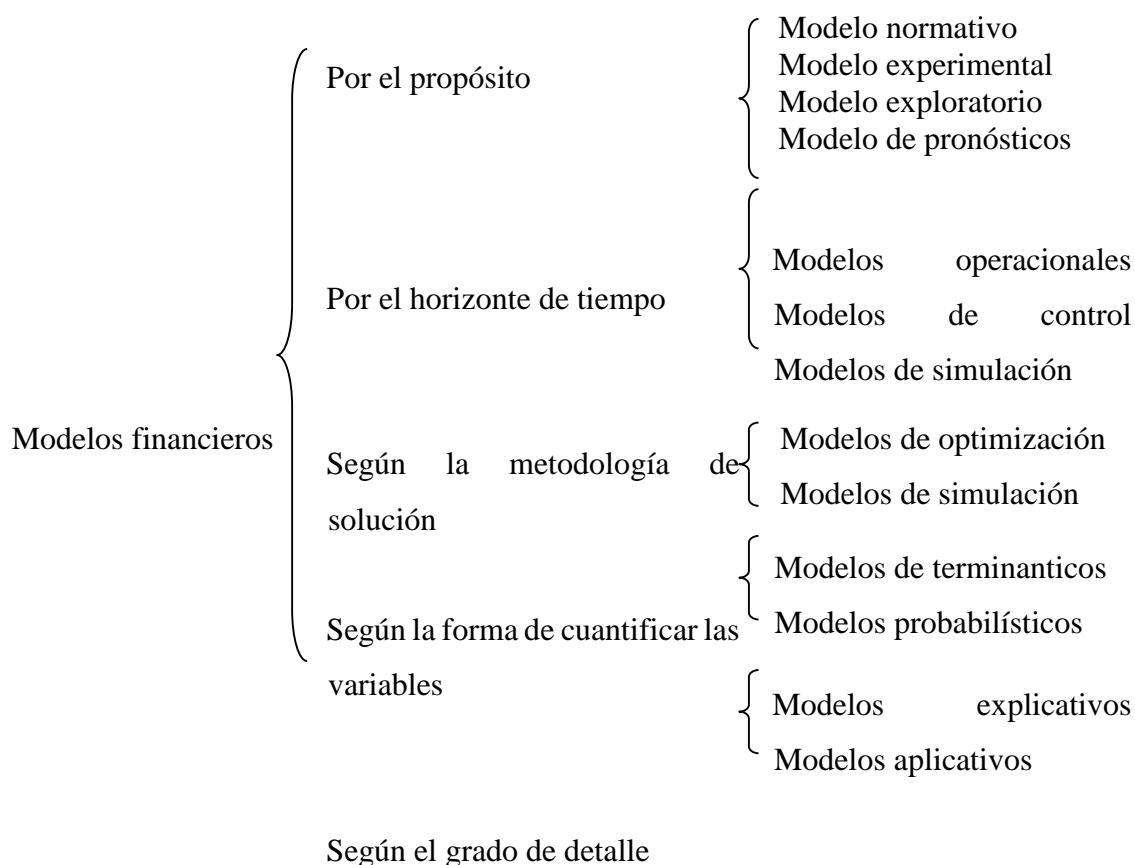 Modelos financieros
Por el propósito
Modelo normativo
Modelo experimental
Modelo exploratorio
Modelo de pronósticos
Por el horizonte de tiempo
Modelos operacionales
Modelos de control
Modelos de simulación
Según la metodología de
solución
Modelos de optimización
Modelos de simulación
Según la forma de cuantificar las
variables
Modelos de terminanticos
Modelos probabilísticos
Modelos explicativos
Modelos aplicativos
Según el grado de detalle